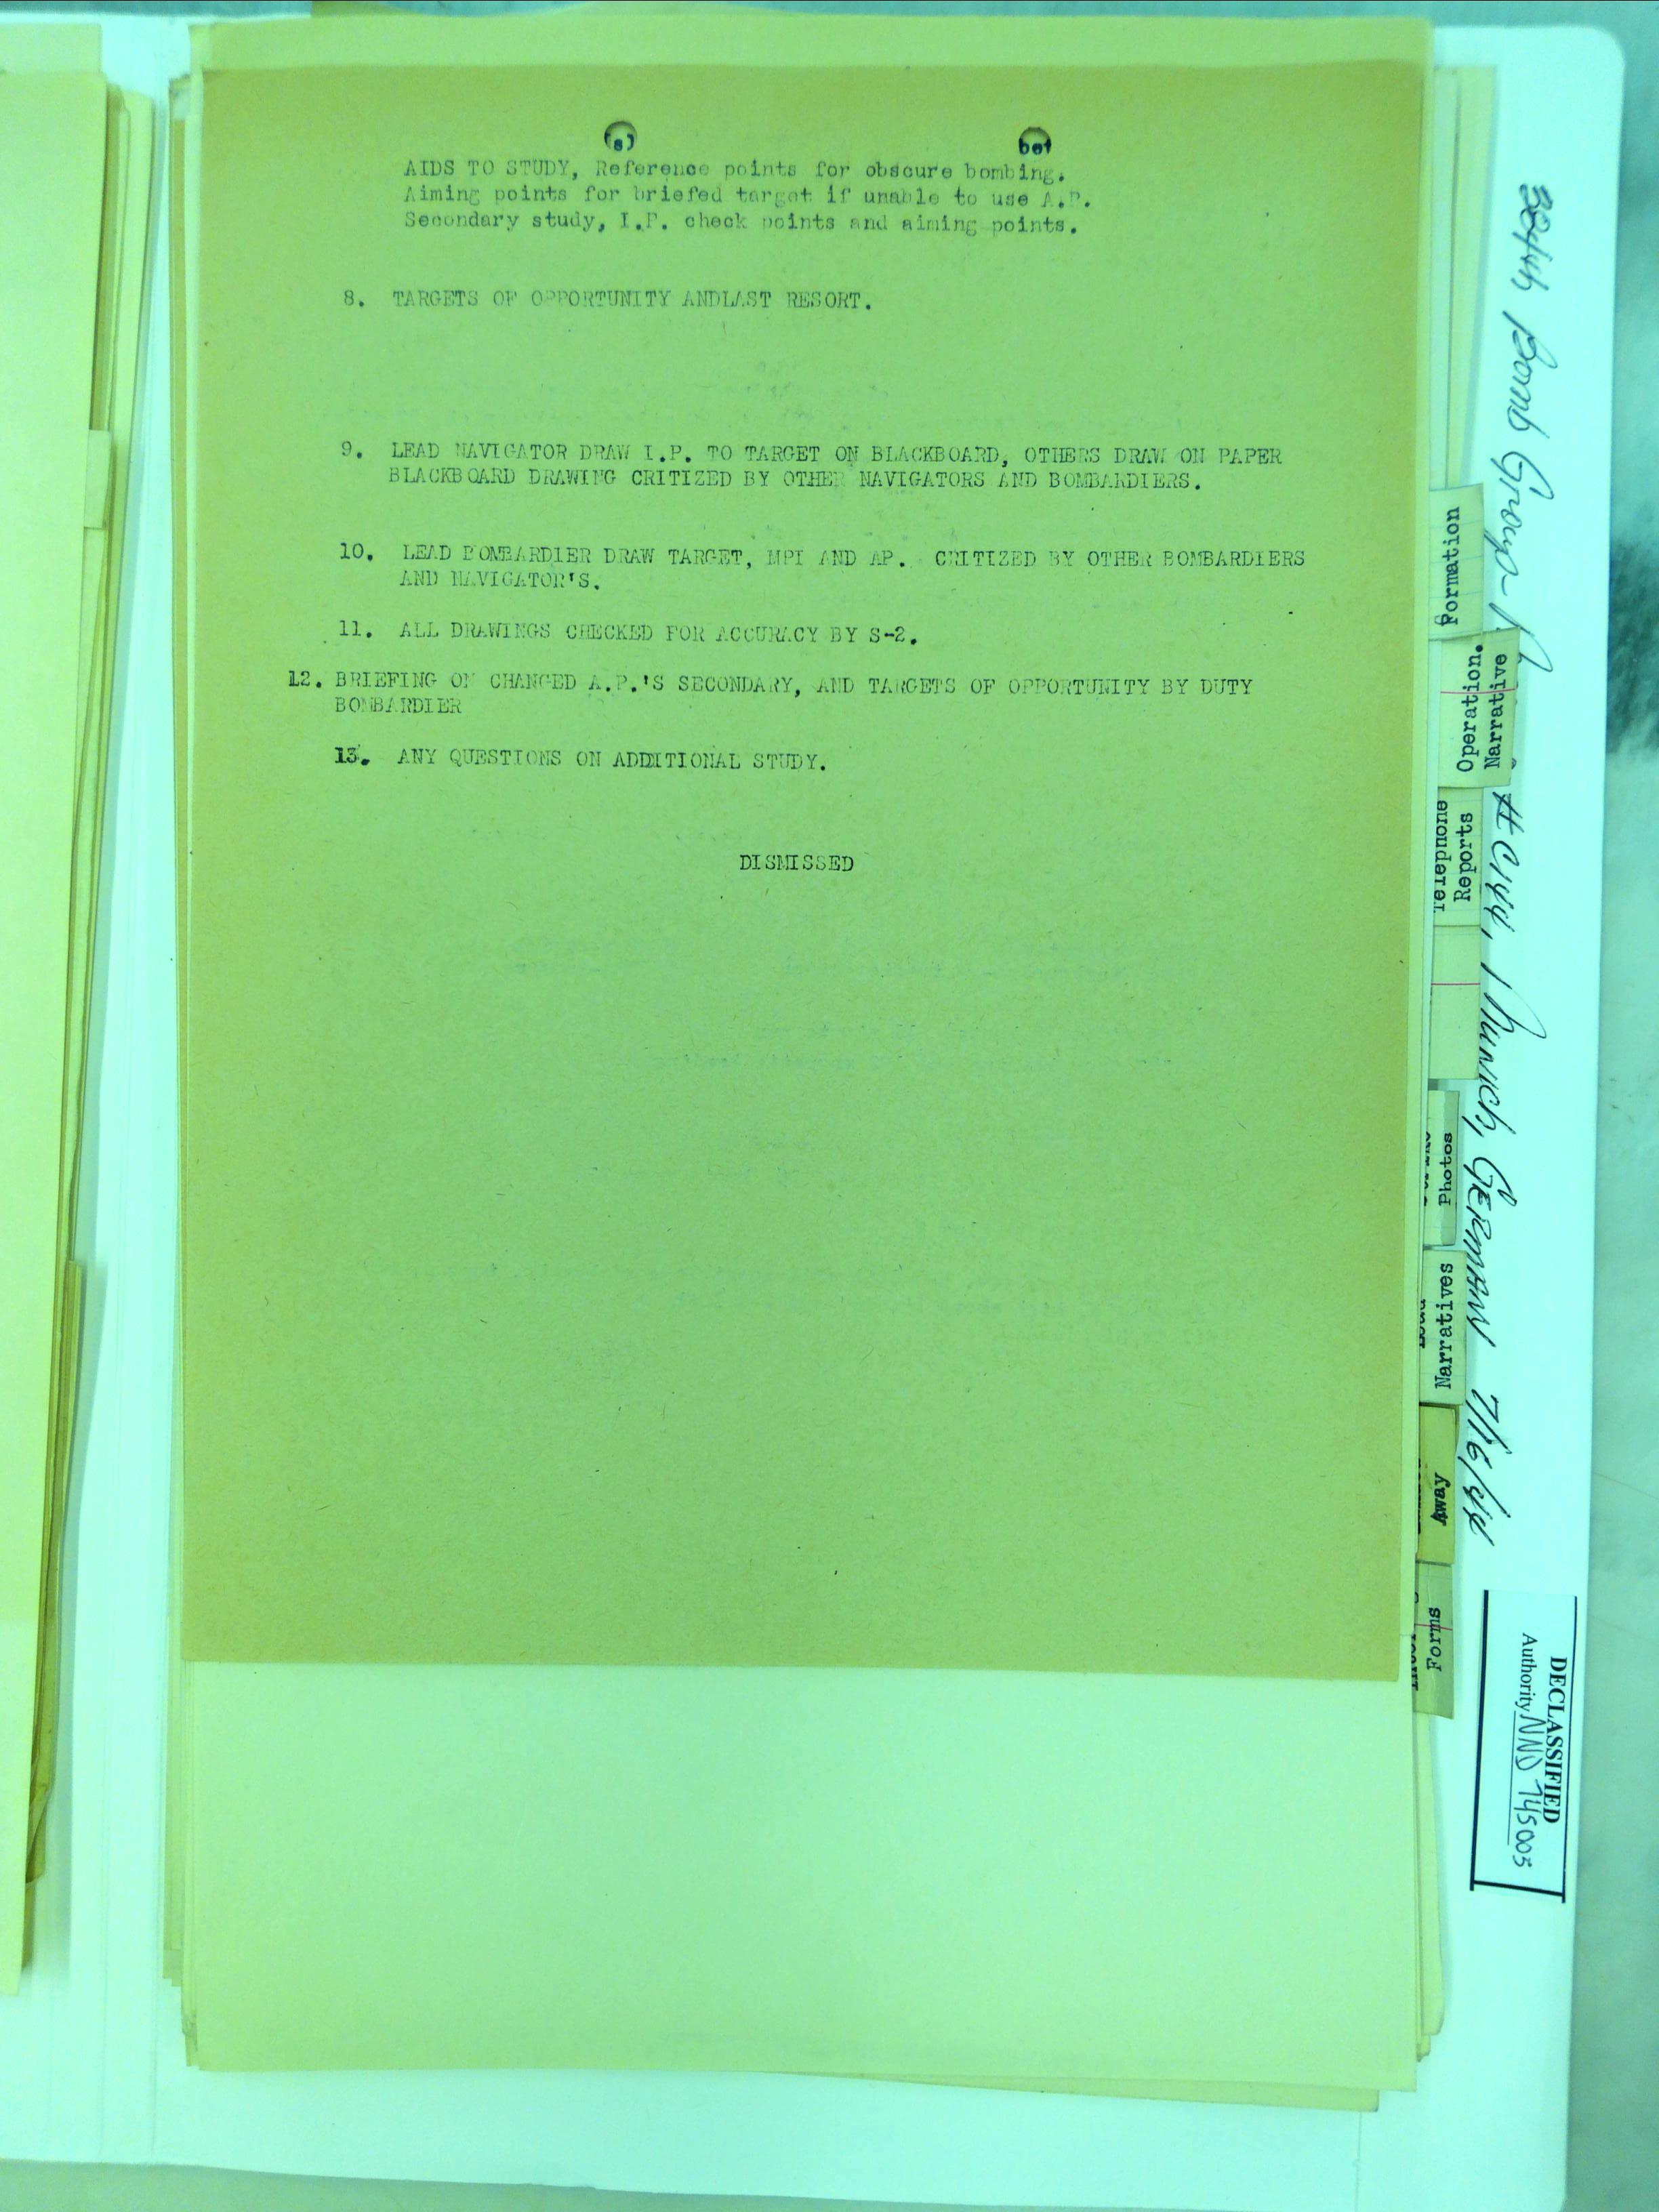 (s)
bet
AIDS TO STUDY, Reference points for obscure bombing.
Aiming points for briefed target if unable to use A.P.
Secondary study, I.P. check points and aiming points.
8. TARGETS OF OPPORTUNITY ANDLAST RESORT.
9. LEAD NAVIGATOR DRAW I.P. TO TARGET ON BLACKBOARD, OTHERS DRAW ON PAPER
BLACKBOARD DRAWING CRITIZED BY OTHER NAVIGATORS AND BOMBARDIERS.
10. LEAD BOMBARDIER DRAW TARGET, MPI AND AP. CRITIZED BY OTHER BOMBARDIERS
AND NAVIGATOR'S.
11. ALL DRAWINGS CHECKED FOR ACCURACY BY S-2.
12. BRIEFING ON CHANGED A.P.'S SECONDARY, AND TARGETS OF OPPORTUNITY BY DUTY
BOMBARDIER
13. ANY QUESTIONS ON ADDITIONAL STUDY.
DISMISSED
Formation
Operation.
Narrative
Telephone
Reports
Photos
Narratives
Away
Forms
Bomb Group
Munich, GERMANY 7/16/44
DECLASSIFIED
Authority NND 745005